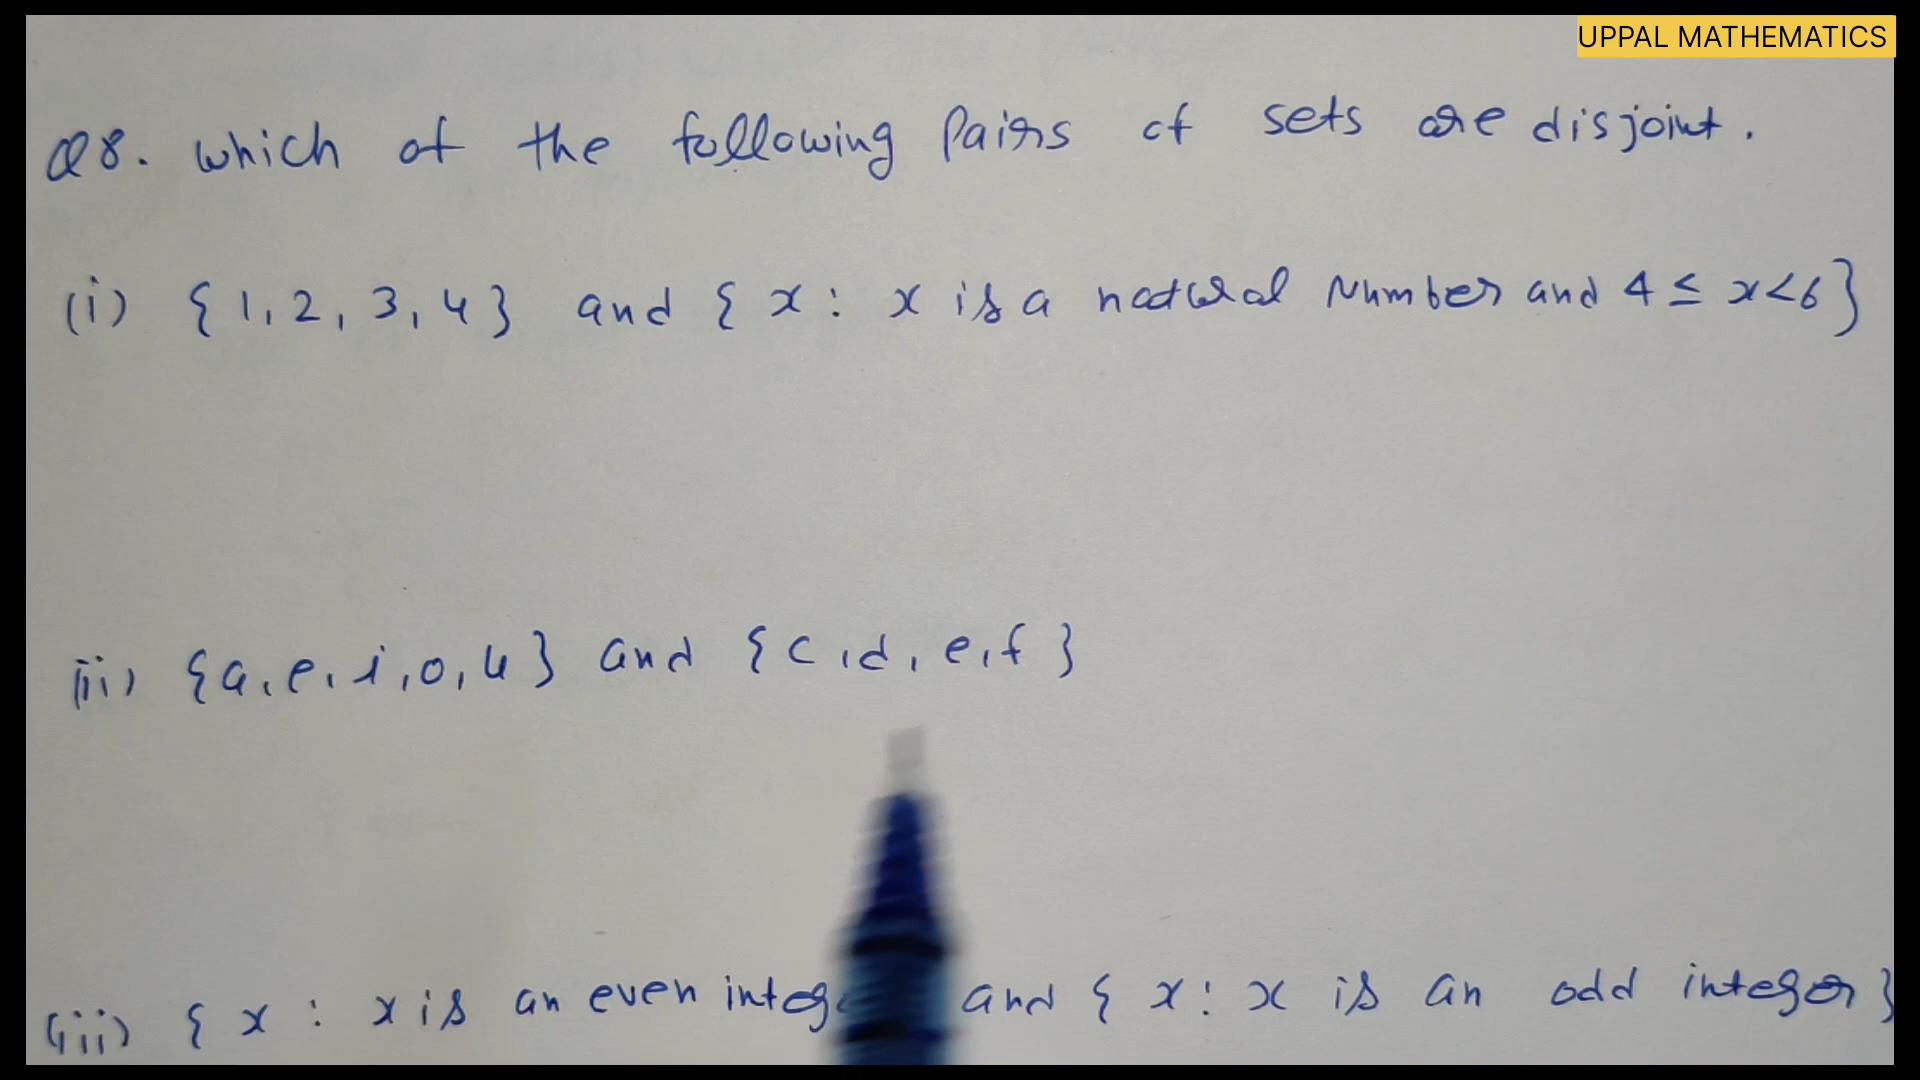 UPPAL MATHEMATICS
Q8. which of the following Pairs of sets are disjoint.
(i) {1, 2, 3, 4} and { x : x is a natural Number and 4 ≤ x < 6}
(ii) {a, e, i, o, u} and {c, d, e, f}
(iii) { x : x is an even and { x : x is an odd integer}